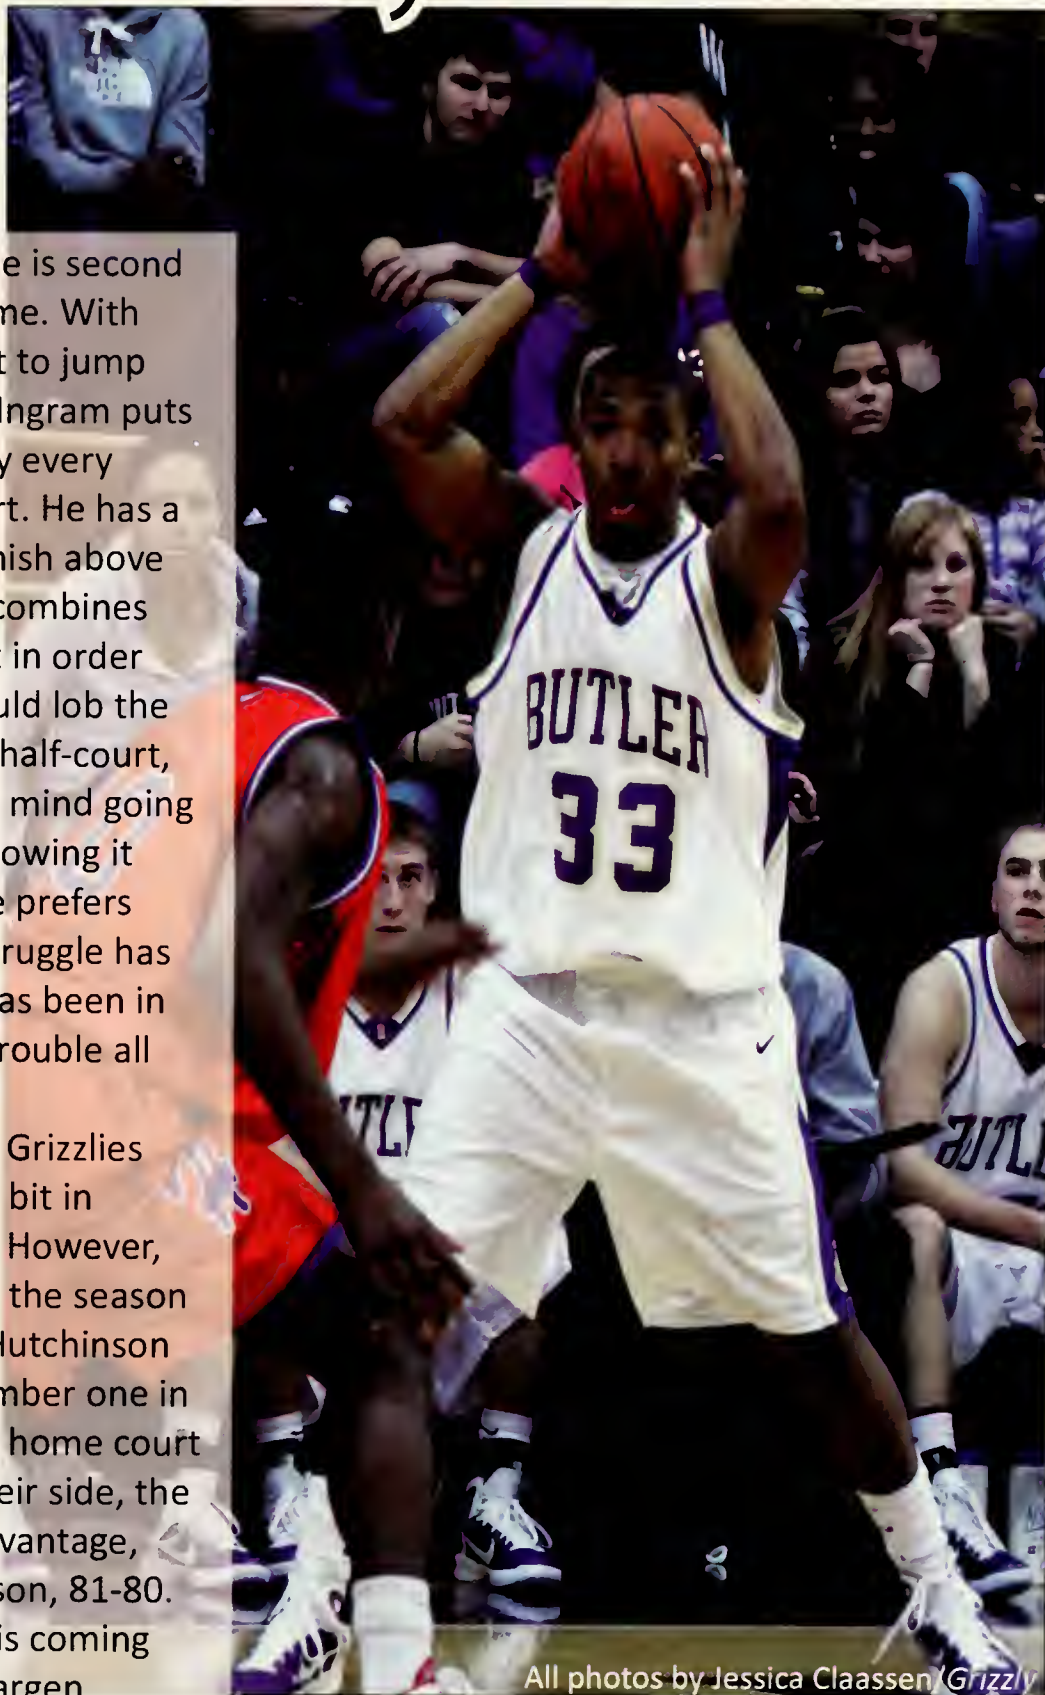 e is second
me. With
t to jump
Ingram puts
y every
rt. He has a
nish above
combines
t in order
uld lob the
half-court,
mind going
owing it
e prefers
ruggle has
as been in
rouble all
Grizzlies
bit in
However,
the season
Hutchinson
mber one in
home court
eir side, the
vantage,
son, 81-80.
is coming
argen
BUTLER
33
UTLE
BUTL
All photos by Jessica Claassen/Grizzly